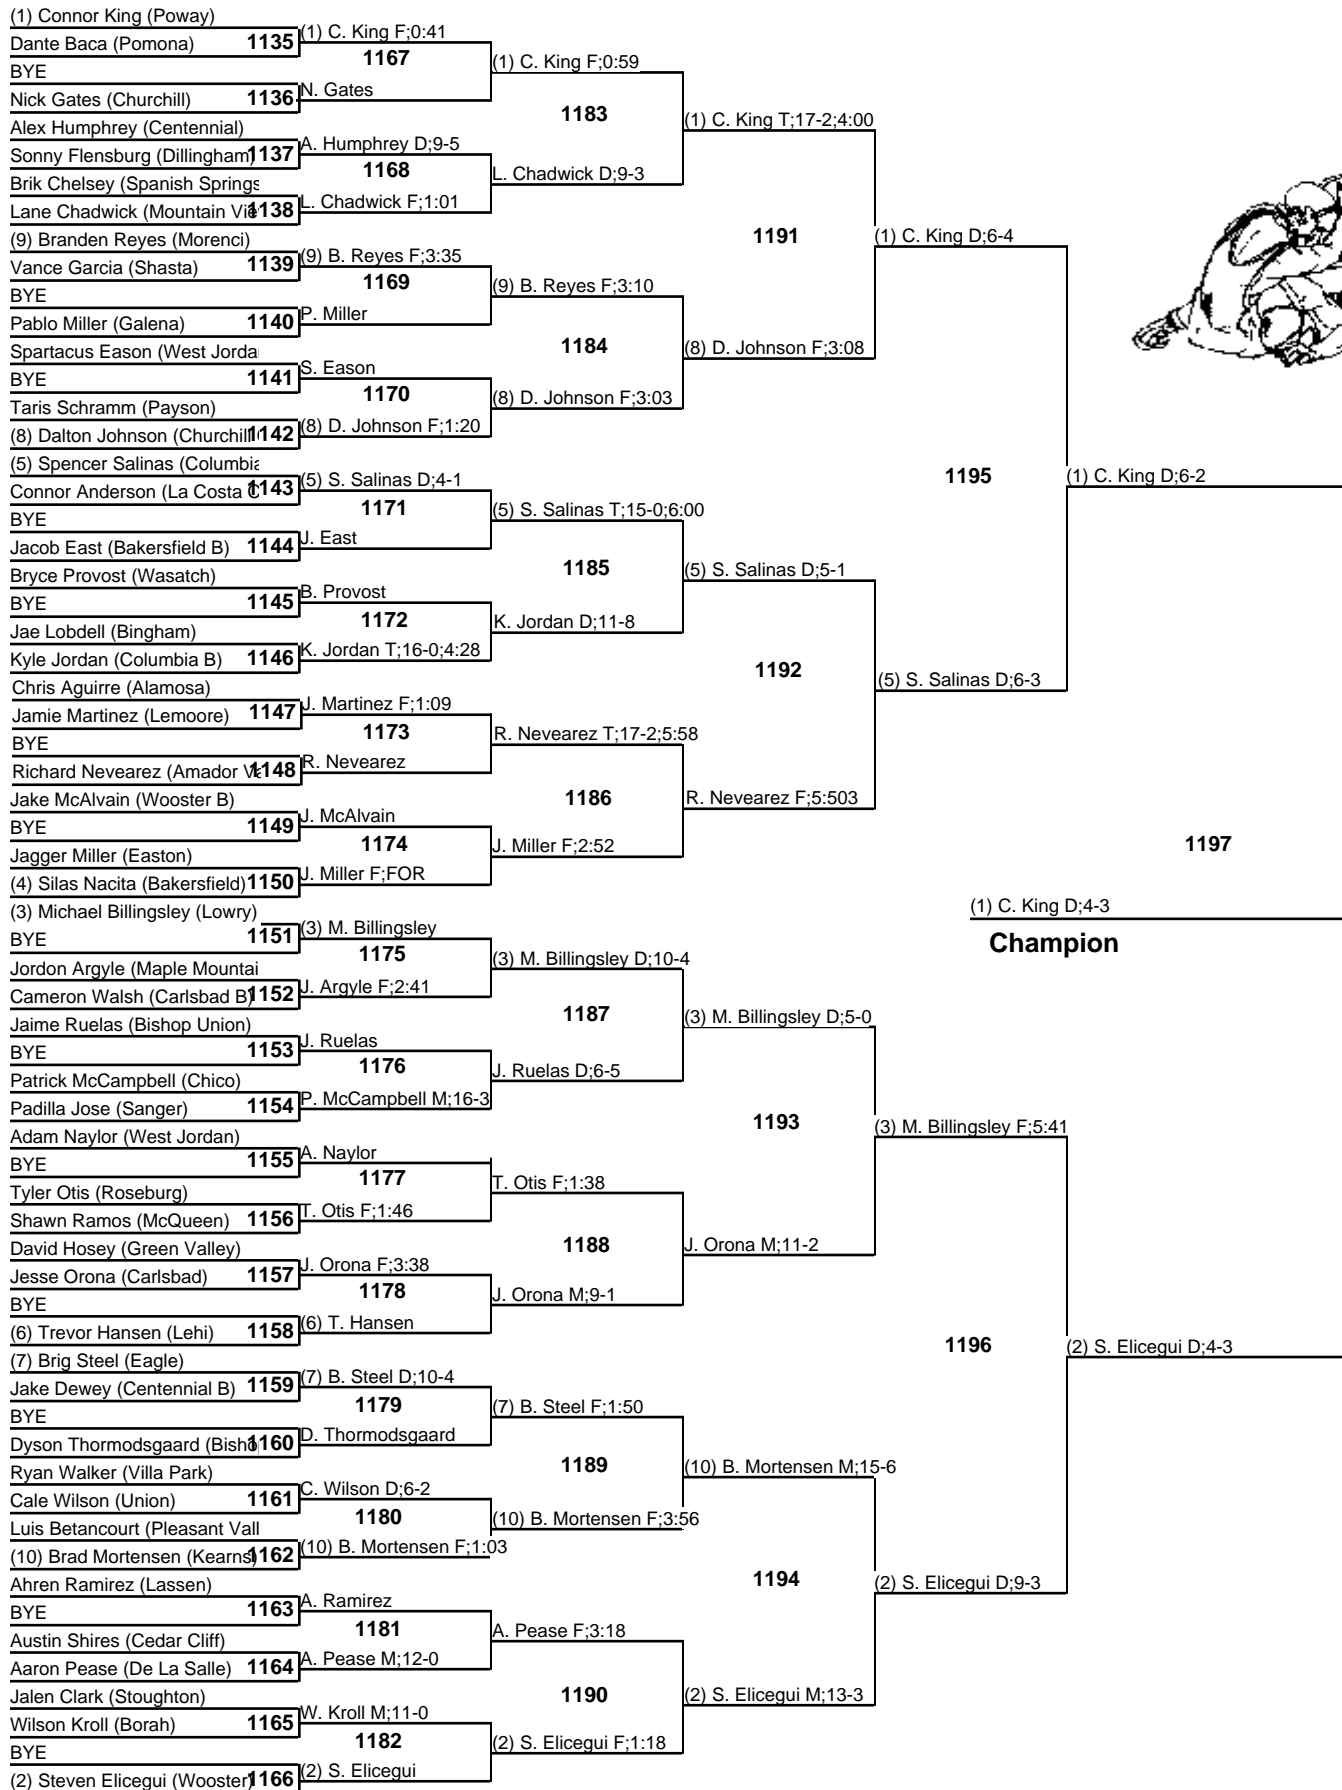 (1) Connor King (Poway)
Dante Baca (Pomona) 1135
BYE
Nick Gates (Churchill) 1136
Alex Humphrey (Centennial)
Sonny Flensburg (Dillingham) 1137
Brik Chelsey (Spanish Springs
Lane Chadwick (Mountain Vie 1138
(9) Branden Reyes (Morenci)
Vance Garcia (Shasta) 1139
BYE
Pablo Miller (Galena) 1140
Spartacus Eason (West Jorda
BYE 1141
Taris Schramm (Payson)
(8) Dalton Johnson (Churchill 1142
(5) Spencer Salinas (Columbia
Connor Anderson (La Costa C 1143
BYE
Jacob East (Bakersfield B) 1144
Bryce Provost (Wasatch)
BYE 1145
Jae Lobdell (Bingham)
Kyle Jordan (Columbia B) 1146
Chris Aguirre (Alamosa)
Jamie Martinez (Lemoore) 1147
BYE
Richard Nevearez (Amador Va 1148
Jake McAlvain (Wooster B)
BYE 1149
Jagger Miller (Easton)
(4) Silas Nacita (Bakersfield) 1150
(3) Michael Billingsley (Lowry)
BYE 1151
Jordon Argyle (Maple Mountai
Cameron Walsh (Carlsbad B) 1152
Jaime Ruelas (Bishop Union)
BYE 1153
Patrick McCampbell (Chico)
Padilla Jose (Sanger) 1154
Adam Naylor (West Jordan)
BYE 1155
Tyler Otis (Roseburg)
Shawn Ramos (McQueen) 1156
David Hosey (Green Valley)
Jesse Orona (Carlsbad) 1157
BYE
(6) Trevor Hansen (Lehi) 1158
(7) Brig Steel (Eagle)
Jake Dewey (Centennial B) 1159
BYE
Dyson Thormodsgaard (Bisho 1160
Ryan Walker (Villa Park)
Cale Wilson (Union) 1161
Luis Betancourt (Pleasant Vall
(10) Brad Mortensen (Kearns) 1162
Ahren Ramirez (Lassen)
BYE 1163
Austin Shires (Cedar Cliff)
Aaron Pease (De La Salle) 1164
Jalen Clark (Stoughton)
Wilson Kroll (Borah) 1165
BYE
(2) Steven Elicegui (Wooster) 1166
(1) C. King F;0:41
1167
N. Gates
A. Humphrey D;9-5
1168
L. Chadwick F;1:01
(9) B. Reyes F;3:35
1169
P. Miller
S. Eason
1170
(8) D. Johnson F;1:20
(5) S. Salinas D;4-1
1171
J. East
B. Provost
1172
K. Jordan T;16-0;4:28
J. Martinez F;1:09
1173
R. Nevearez
J. McAlvain
1174
J. Miller F;FOR
(3) M. Billingsley
1175
J. Argyle F;2:41
J. Ruelas
1176
P. McCampbell M;16-3
A. Naylor
1177
T. Otis F;1:46
J. Orona F;3:38
1178
(6) T. Hansen
(7) B. Steel D;10-4
1179
D. Thormodsgaard
C. Wilson D;6-2
1180
(10) B. Mortensen F;1:03
A. Ramirez
1181
A. Pease M;12-0
W. Kroll M;11-0
1182
(2) S. Elicegui
(1) C. King F;0:59
1183
L. Chadwick D;9-3
(9) B. Reyes F;3:10
1184
(8) D. Johnson F;3:03
(5) S. Salinas T;15-0;6:00
1185
K. Jordan D;11-8
R. Nevearez T;17-2;5:58
1186
J. Miller F;2:52
(3) M. Billingsley D;10-4
1187
J. Ruelas D;6-5
T. Otis F;1:38
1188
J. Orona M;9-1
(7) B. Steel F;1:50
1189
(10) B. Mortensen F;3:56
A. Pease F;3:18
1190
(2) S. Elicegui F;1:18
(1) C. King T;17-2;4:00
1191
(8) D. Johnson F;3:08
(5) S. Salinas D;5-1
1192
R. Nevearez F;5:503
(3) M. Billingsley D;5-0
1193
J. Orona M;11-2
(10) B. Mortensen M;15-6
1194
(2) S. Elicegui M;13-3
(1) C. King D;6-4
1195
(5) S. Salinas D;6-3
(3) M. Billingsley F;5:41
1196
(2) S. Elicegui D;9-3
(1) C. King D;6-2
1197
(2) S. Elicegui D;4-3
(1) C. King D;4-3
Champion